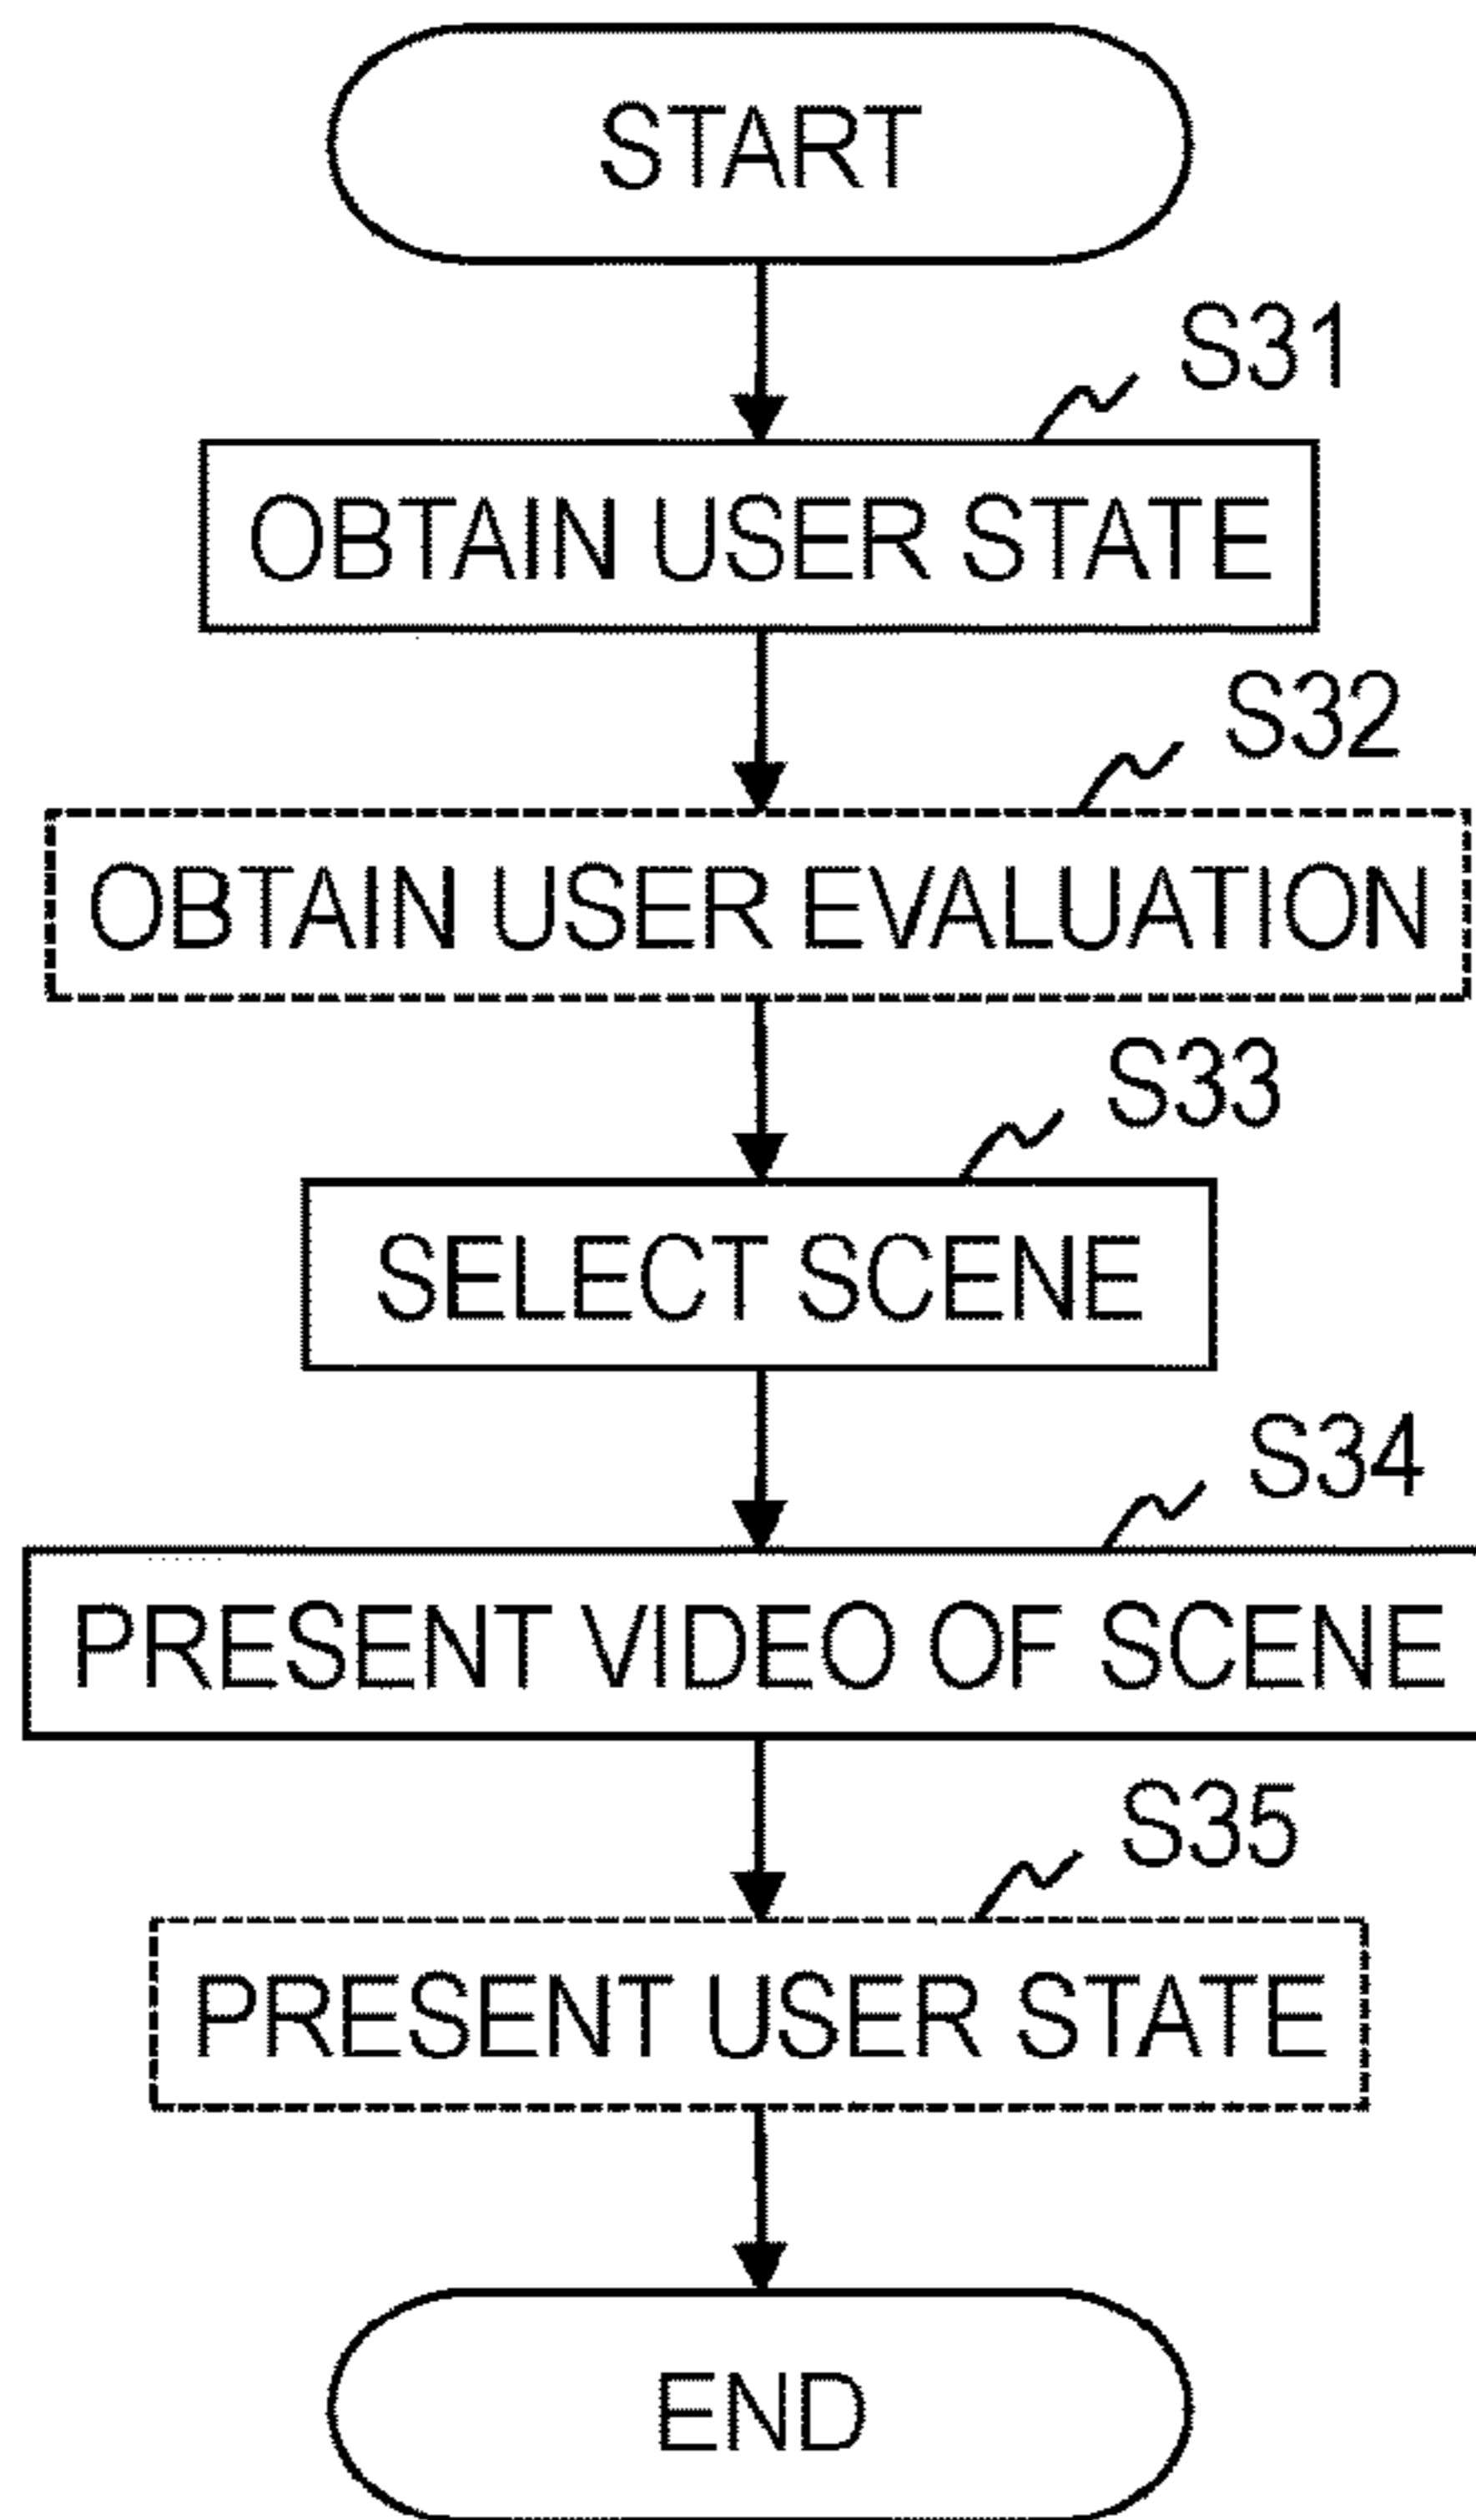 START
S31
OBTAIN USER STATE
S32
OBTAIN USER EVALUATION
S33
SELECT SCENE
S34
PRESENT VIDEO OF SCENE
S35
PRESENT USER STATE
END